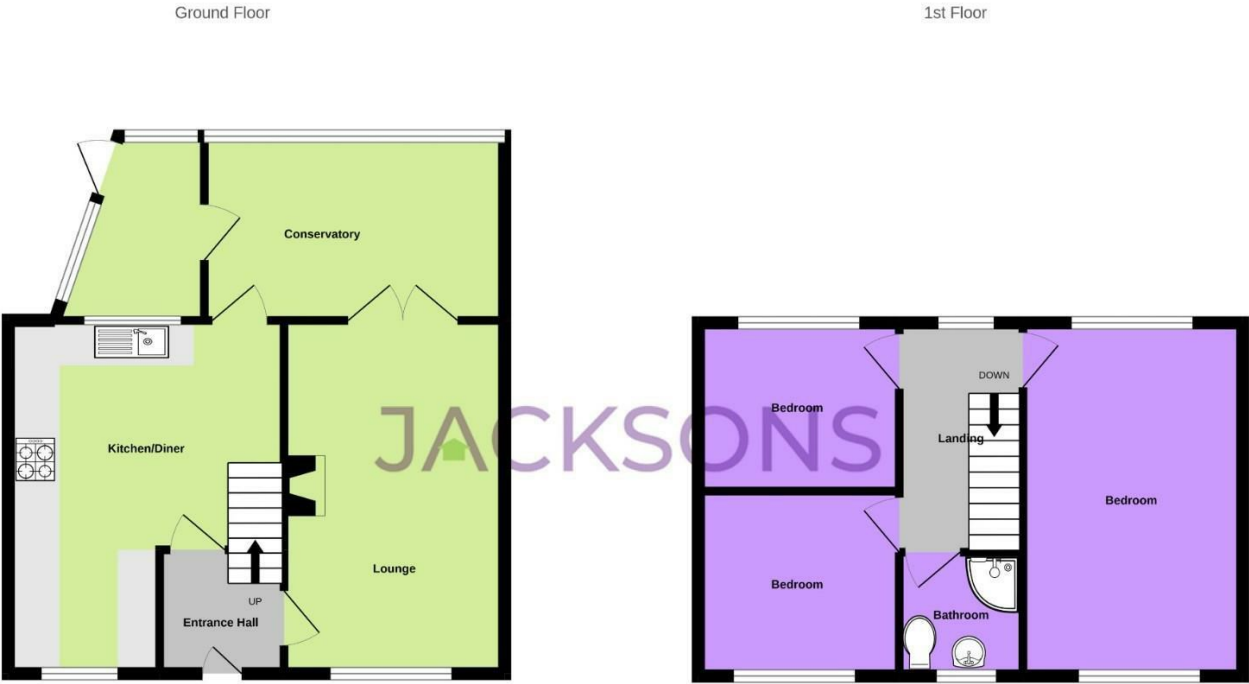 Ground Floor
1st Floor
Conservatory
Kitchen/Diner
Lounge
UP
Entrance Hall
JACKSONS
DOWN
Bedroom
Landing
Bedroom
Bedroom
Bathroom